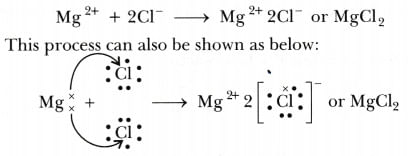 Mg²⁺ + 2Cl⁻ ⟶ Mg²⁺ 2Cl⁻ or MgCl₂
This process can also be shown as below:
Cl
Mg ×× + ⟶ Mg²⁺ 2 [Cl]⁻ or MgCl₂
Cl